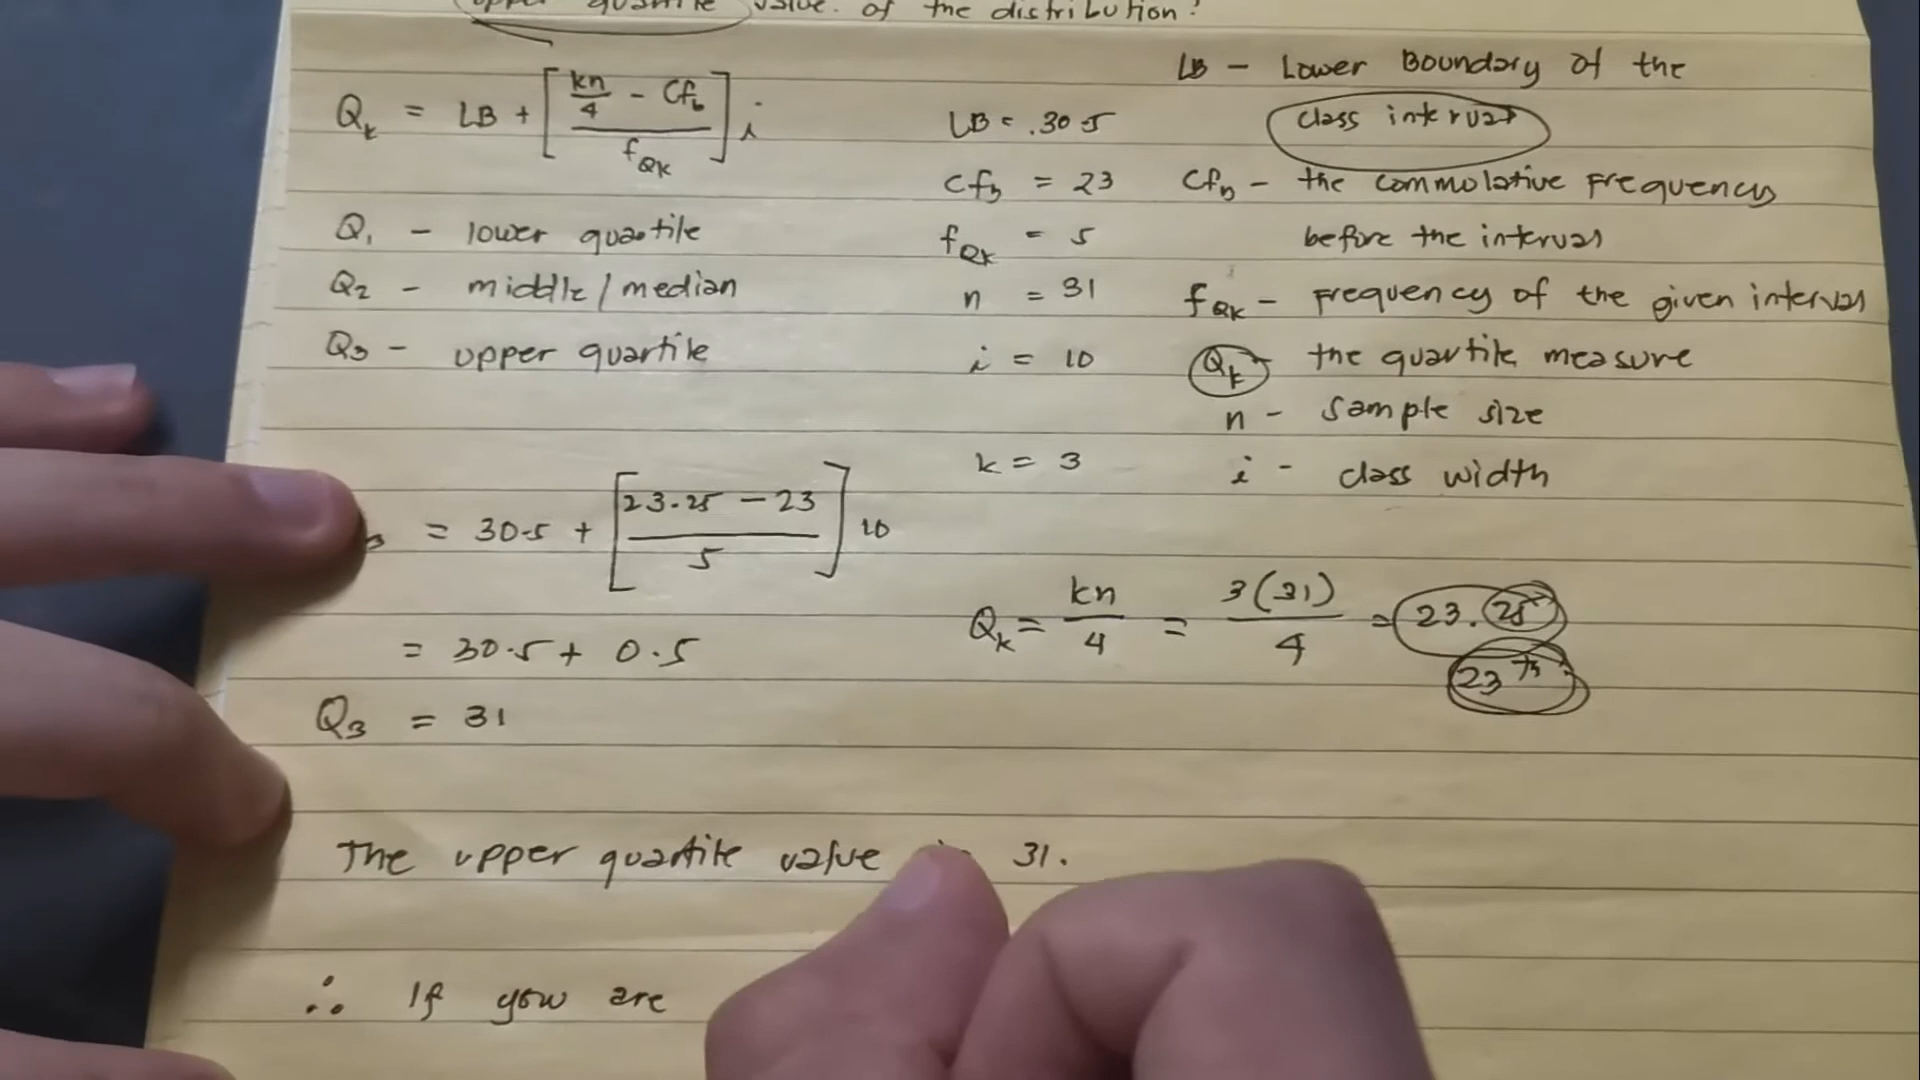 upper quartile value of the distribution?
Qk = LB + [ (kn/4 - Cfb) / fQk ] i
Q1 - lower quartile
Q2 - middle / median
Q3 - upper quartile
LB = 30.5
Cfb = 23
fQk = 5
n = 31
i = 10
k = 3
LB - Lower Boundary of the
class interval
Cfb - the commolative frequency
before the interval
fQk - Frequency of the given interval
Qk - the quartile measure
n - sample size
i - class width
= 30.5 + [ (23.25 - 23) / 5 ] 10
= 30.5 + 0.5
Q3 = 31
Qk = kn/4 = 3(31)/4 = 23.25
23
The upper quartile value 31.
∴ If you are